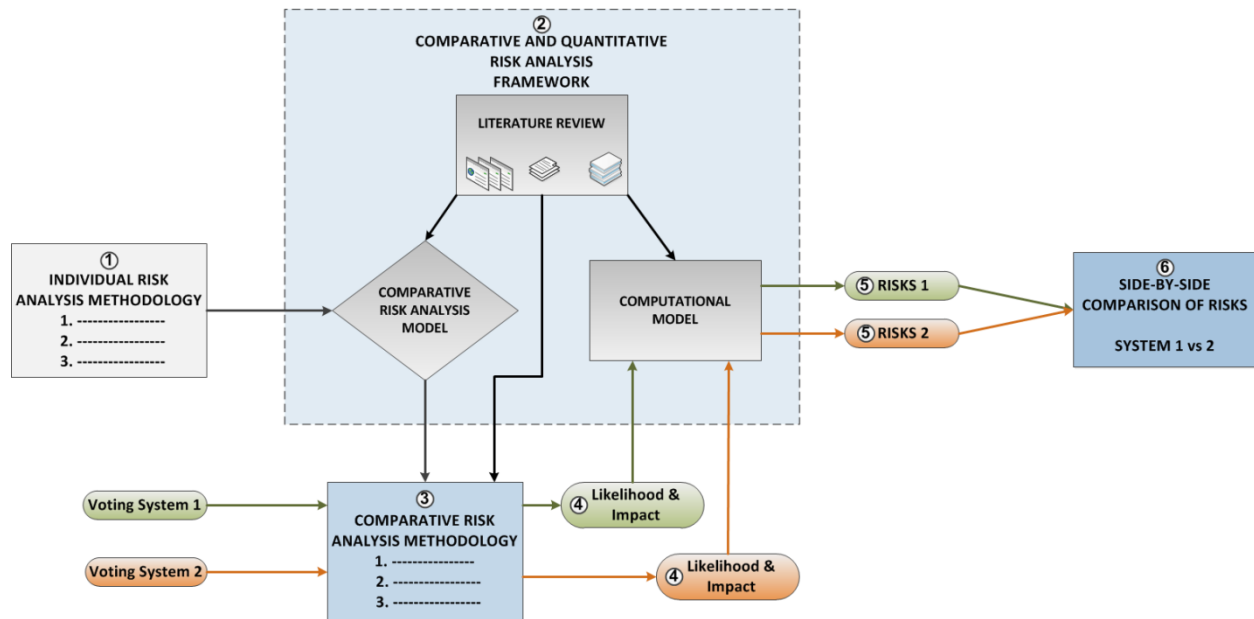 ②
COMPARATIVE AND QUANTITATIVE
RISK ANALYSIS
FRAMEWORK
LITERATURE REVIEW
①
INDIVIDUAL RISK
ANALYSIS METHODOLOGY
1. -----------------
2. -----------------
3. -----------------
COMPARATIVE
RISK ANALYSIS
MODEL
COMPUTATIONAL
MODEL
⑤ RISKS 1
⑤ RISKS 2
⑥
SIDE-BY-SIDE
COMPARISON OF RISKS
SYSTEM 1 vs 2
Voting System 1
Voting System 2
③
COMPARATIVE RISK
ANALYSIS METHODOLOGY
1. ----------------
2. -----------------
3. -----------------
④ Likelihood &
Impact
④ Likelihood &
Impact